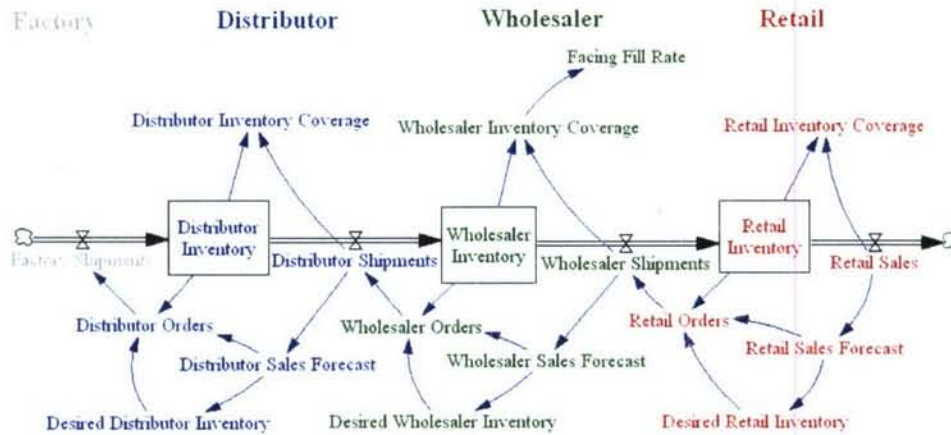 Factory
Distributor
Wholesaler
Retail
Facing Fill Rate
Distributor Inventory Coverage
Wholesaler Inventory Coverage
Retail Inventory Coverage
Distributor
Inventory
Wholesaler
Inventory
Retail
Inventory
Factory Shipments
Distributor Shipments
Wholesaler Shipments
Retail Sales
Distributor Orders
Wholesaler Orders
Retail Orders
Distributor Sales Forecast
Wholesaler Sales Forecast
Retail Sales Forecast
Desired Distributor Inventory
Desired Wholesaler Inventory
Desired Retail Inventory